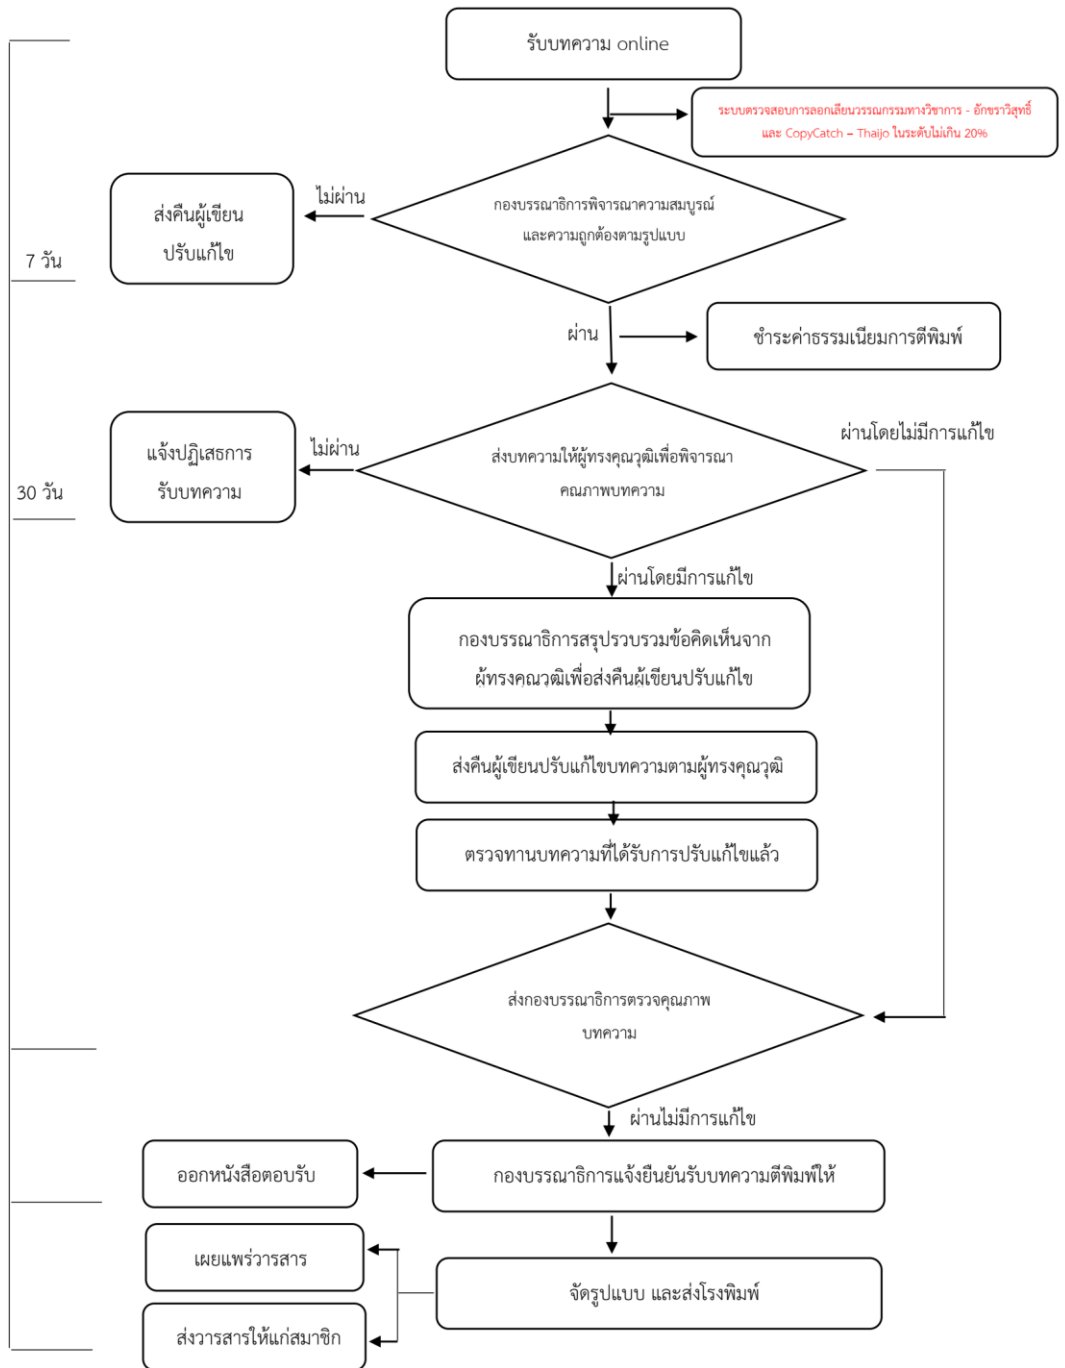 รับบทความ online
ระบบตรวจสอบการลอกเลียนวรรณกรรมทางวิชาการ - อักขราวิสุทธิ์
และ CopyCatch – Thaijo ในระดับไม่เกิน 20%
กองบรรณาธิการพิจารณาความสมบูรณ์
และความถูกต้องตามรูปแบบ
ไม่ผ่าน
ส่งคืนผู้เขียน
ปรับแก้ไข
7 วัน
ผ่าน
ชำระค่าธรรมเนียมการตีพิมพ์
ส่งบทความให้ผู้ทรงคุณวุฒิเพื่อพิจารณา
คณภาพบทความ
ไม่ผ่าน
แจ้งปฏิเสธการ
รับบทความ
ผ่านโดยไม่มีการแก้ไข
30 วัน
ผ่านโดยมีการแก้ไข
กองบรรณาธิการสรุปรวบรวมข้อคิดเห็นจาก
ผู้ทรงคุณวุฒิเพื่อส่งคืนผู้เขียนปรับแก้ไข
ส่งคืนผู้เขียนปรับแก้ไขบทความตามผู้ทรงคุณวุฒิ
ตรวจทานบทความที่ได้รับการปรับแก้ไขแล้ว
ส่งกองบรรณาธิการตรวจคุณภาพ
บทความ
ผ่านไม่มีการแก้ไข
กองบรรณาธิการแจ้งยืนยันรับบทความตีพิมพ์ให้
ออกหนังสือตอบรับ
จัดรูปแบบ และส่งโรงพิมพ์
เผยแพร่วารสาร
ส่งวารสารให้แก่สมาชิก